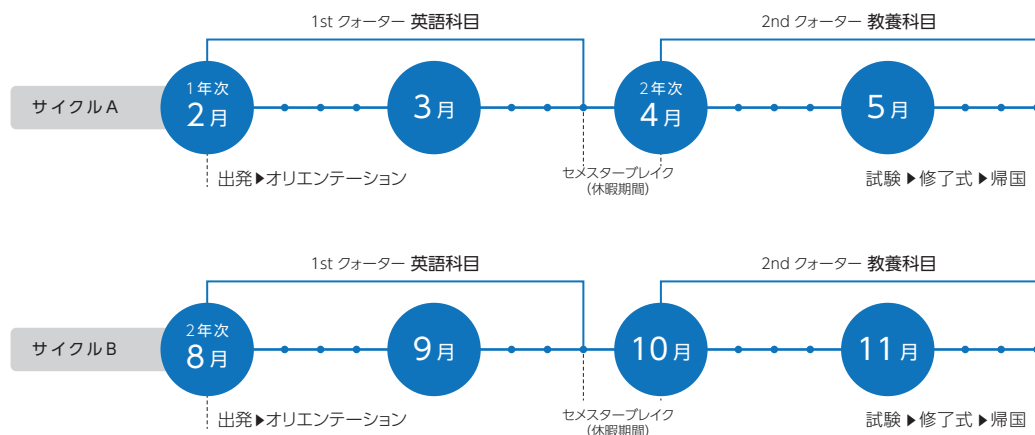 1st クォーター 英語科目
2nd クォーター 教養科目
サイクルA
1年次
2月
3月
2年次
4月
5月
出発▶オリエンテーション
セメスターブレイク
(休暇期間)
試験▶修了式▶帰国
1st クォーター 英語科目
2nd クォーター 教養科目
サイクルB
2年次
8月
9月
10月
11月
出発▶オリエンテーション
セメスターブレイク
(休暇期間)
試験▶修了式▶帰国